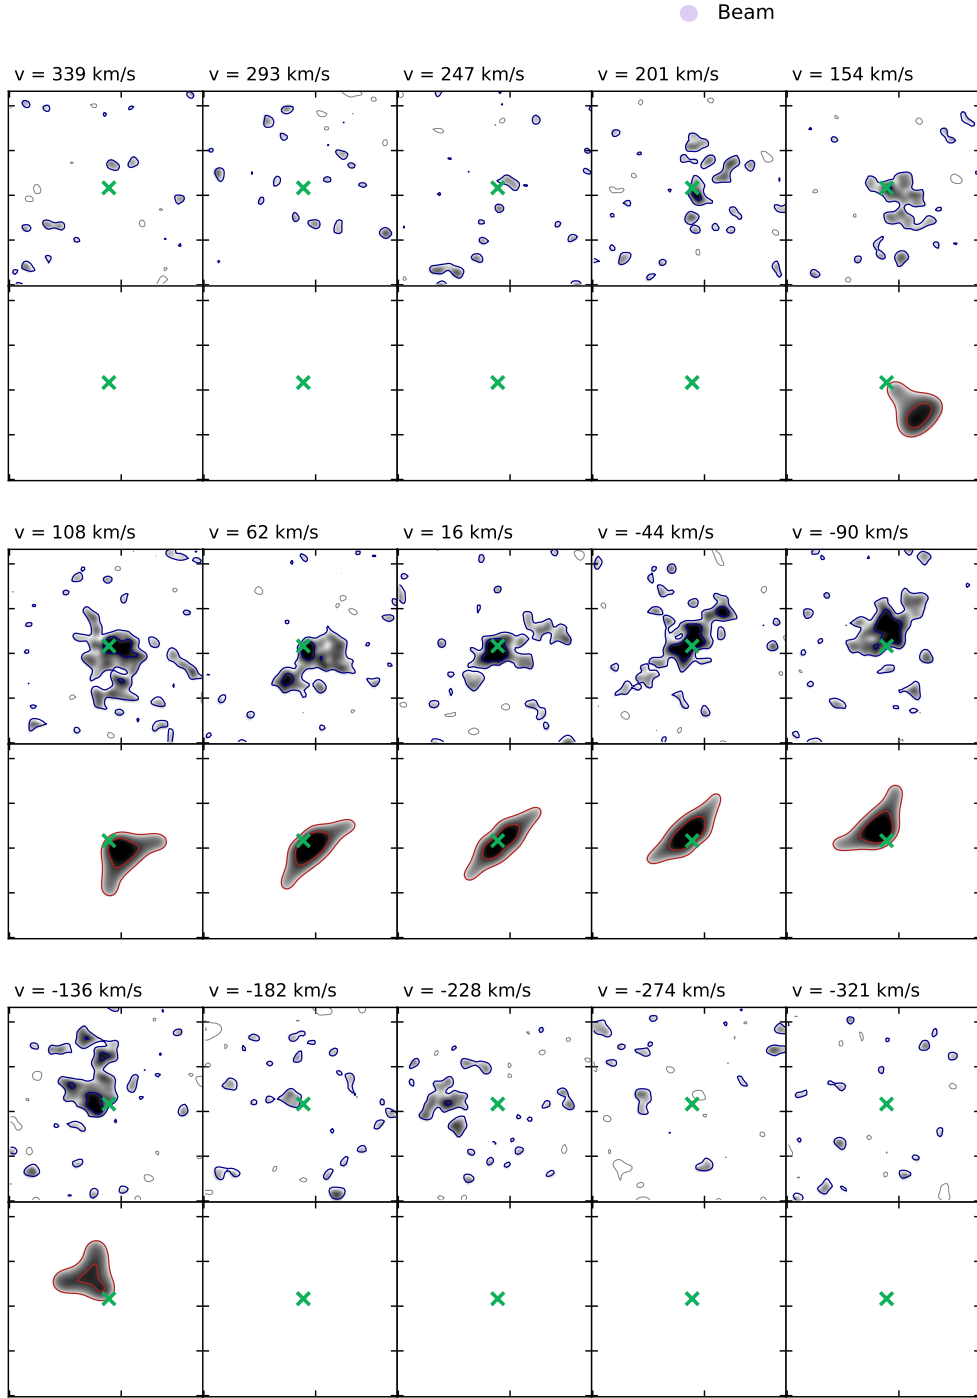 Beam
v = 339 km/s
v = 293 km/s
v = 247 km/s
v = 201 km/s
v = 154 km/s
v = 108 km/s
v = 62 km/s
v = 16 km/s
v = -44 km/s
v = -90 km/s
v = -136 km/s
v = -182 km/s
v = -228 km/s
v = -274 km/s
v = -321 km/s